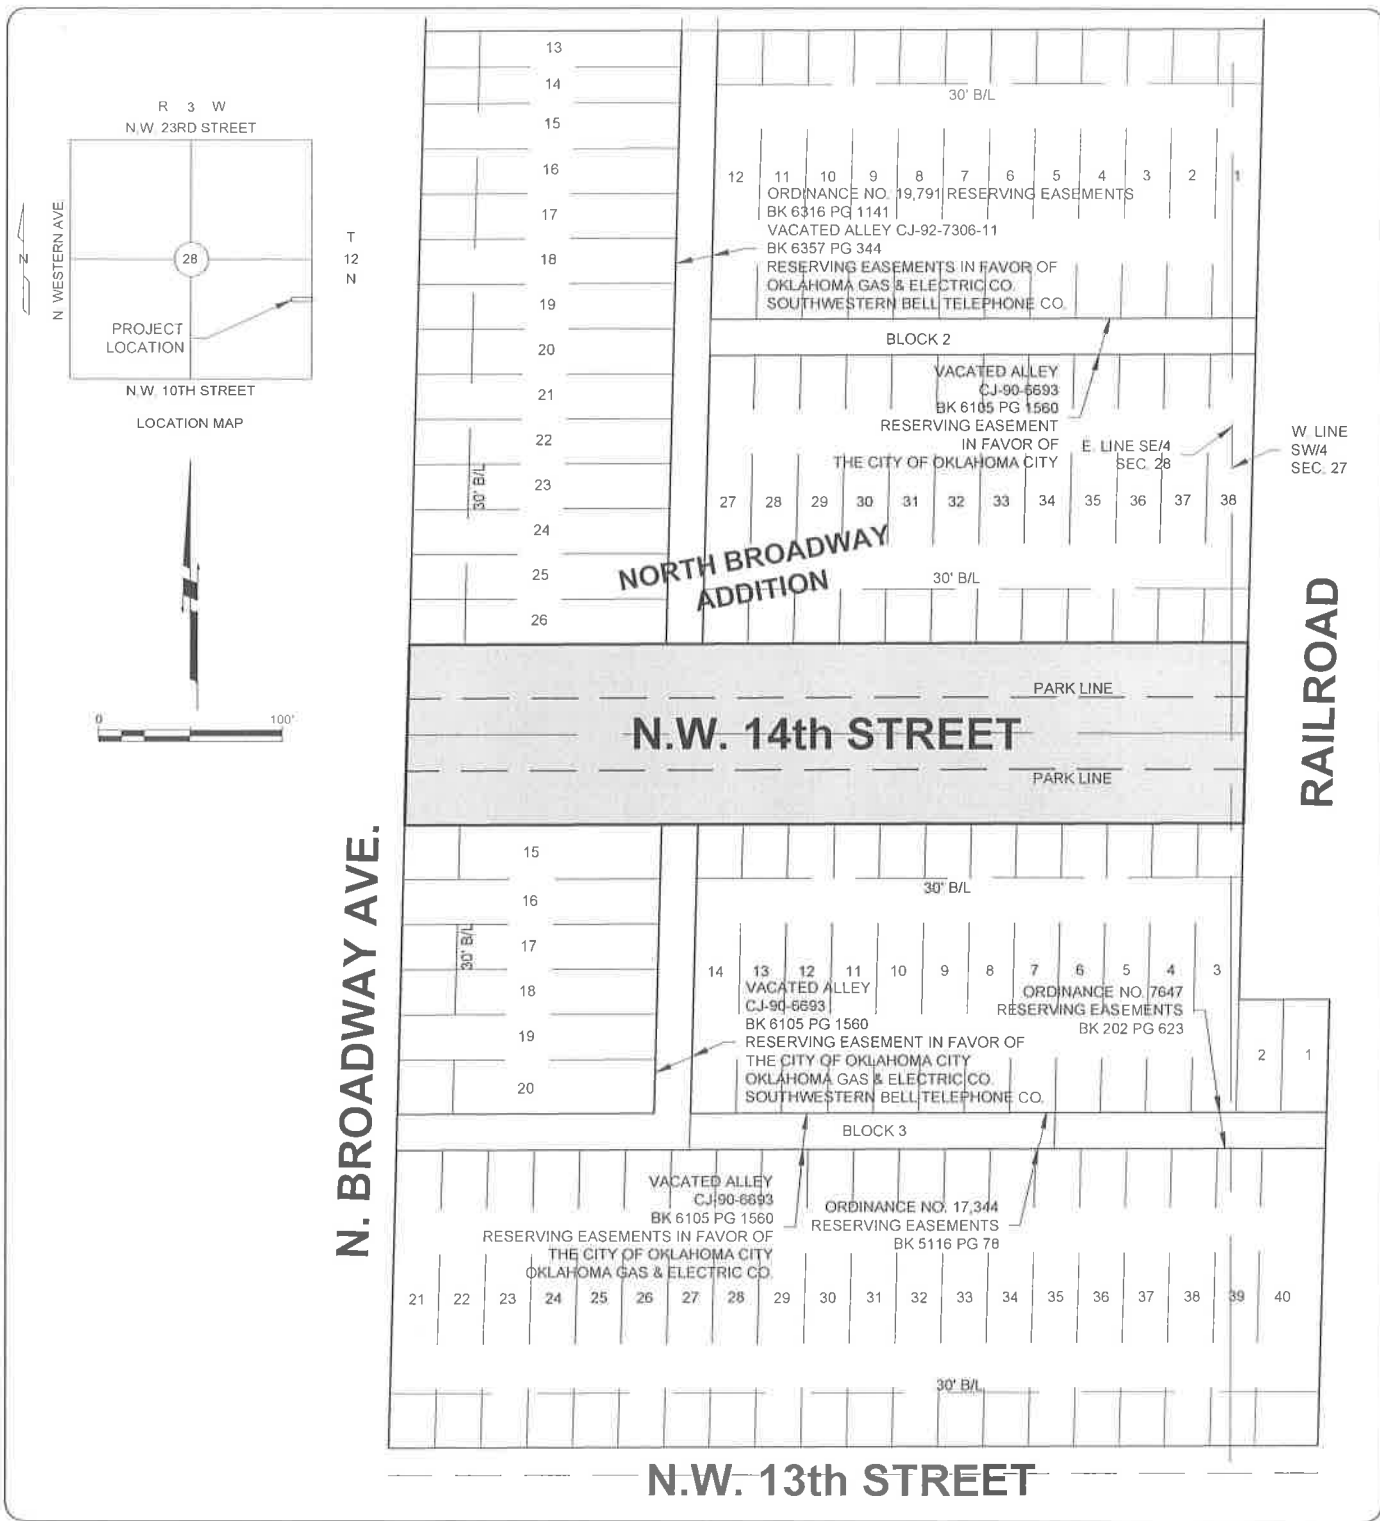 R 3 W
N.W. 23RD STREET
N WESTERN AVE
N
28
T
12
N
PROJECT
LOCATION
N.W. 10TH STREET
LOCATION MAP
0 100'
13
14
15
16
17
18
19
20
21
22
23
24
25
26
30' B/L
30' B/L
12 11 10 9 8 7 6 5 4 3 2 1
ORDINANCE NO. 19,791 RESERVING EASEMENTS
BK 6316 PG 1141
VACATED ALLEY CJ-92-7306-11
BK 6357 PG 344
RESERVING EASEMENTS IN FAVOR OF
OKLAHOMA GAS & ELECTRIC CO.
SOUTHWESTERN BELL TELEPHONE CO.
BLOCK 2
VACATED ALLEY
CJ-90-6693
BK 6105 PG 1560
RESERVING EASEMENT
IN FAVOR OF
THE CITY OF OKLAHOMA CITY
E. LINE SE/4
SEC. 28
W. LINE
SW/4
SEC. 27
27 28 29 30 31 32 33 34 35 36 37 38
NORTH BROADWAY
ADDITION
30' B/L
RAILROAD
PARK LINE
N.W. 14th STREET
PARK LINE
N. BROADWAY AVE.
15
16
17
18
19
20
30' B/L
30' B/L
14 13 12 11 10 9 8 7 6 5 4 3
VACATED ALLEY
CJ-90-6693
BK 6105 PG 1560
RESERVING EASEMENT IN FAVOR OF
THE CITY OF OKLAHOMA CITY
OKLAHOMA GAS & ELECTRIC CO.
SOUTHWESTERN BELL TELEPHONE CO.
ORDINANCE NO. 7647
RESERVING EASEMENTS
BK 202 PG 623
2 1
BLOCK 3
VACATED ALLEY
CJ-90-6693
BK 6105 PG 1560
RESERVING EASEMENTS IN FAVOR OF
THE CITY OF OKLAHOMA CITY
OKLAHOMA GAS & ELECTRIC CO.
ORDINANCE NO. 17,344
RESERVING EASEMENTS
BK 5116 PG 78
21 22 23 24 25 26 27 28 29 30 31 32 33 34 35 36 37 38 39 40
30' B/L
N.W. 13th STREET